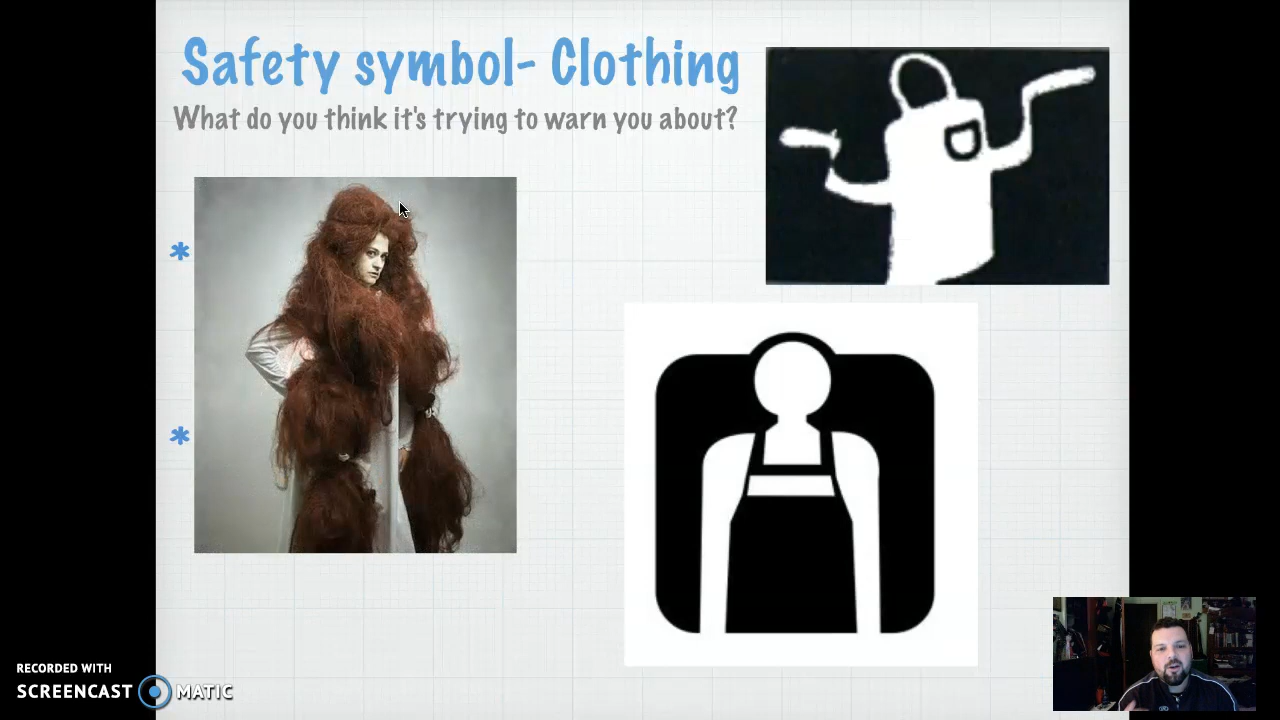 Safety symbol- Clothing
What do you think it's trying to warn you about?
*
*
RECORDED WITH
SCREENCAST MATIC